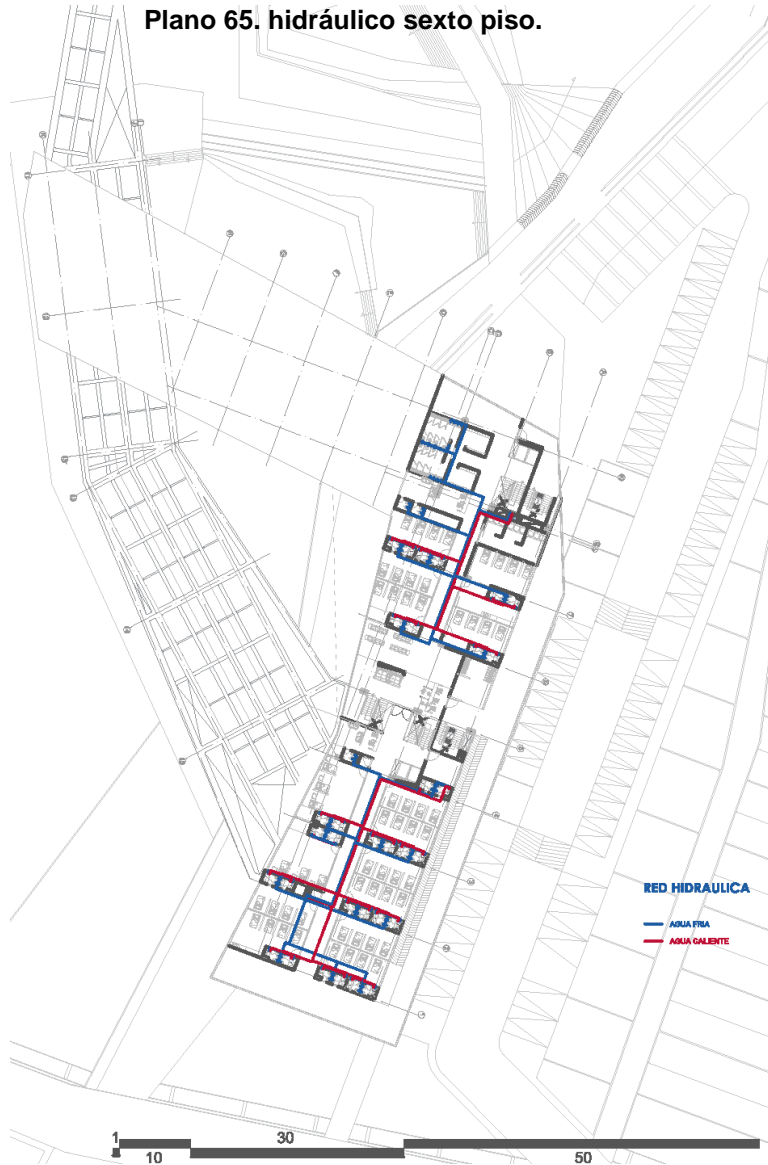 Plano 65. hidráulico sexto piso.
RED HIDRAULICA
AGUA FRIA
AGUA CALIENTE
1
30
10
50